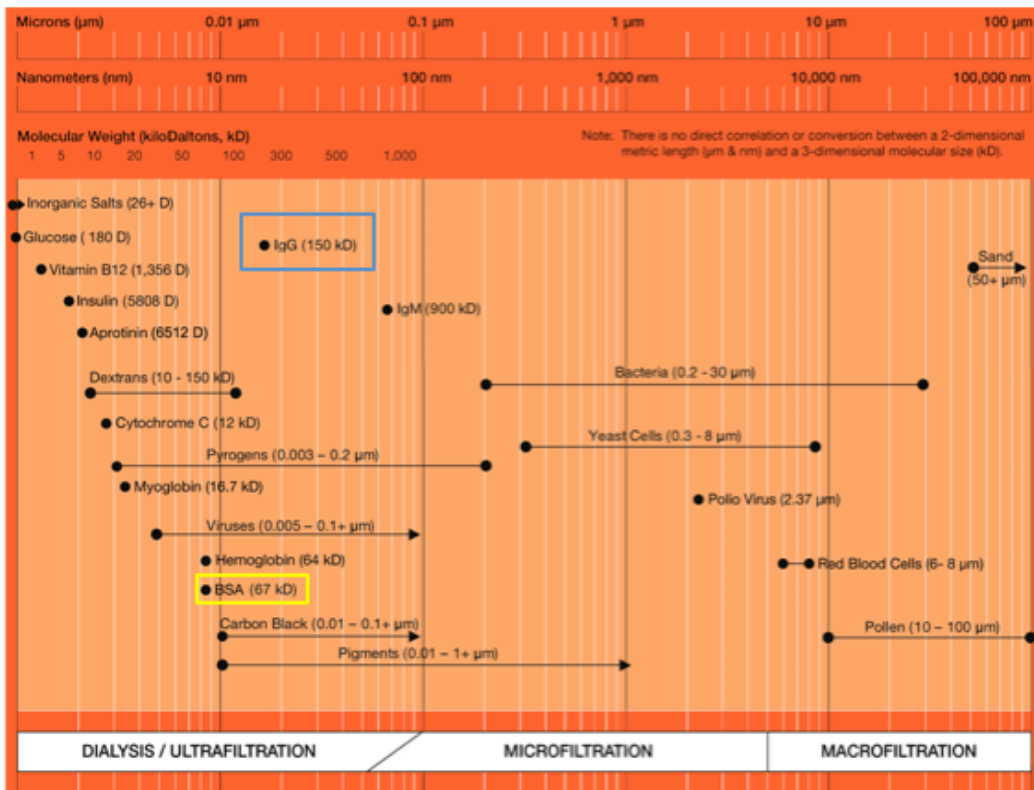 Microns (µm) 0.01 µm 0.1 µm 1 µm 10 µm 100 µm
Nanometers (nm) 10 nm 100 nm 1,000 nm 10,000 nm 100,000 nm
Molecular Weight (kiloDaltons, kD)
1 5 10 20 50 100 300 500 1,000
Note: There is no direct correlation or conversion between a 2-dimensional
metric length (µm & nm) and a 3-dimensional molecular size (kD).
Inorganic Salts (26+ D)
Glucose ( 180 D)
IgG (150 kD)
Vitamin B12 (1,356 D)
Sand
(50+ µm)
Insulin (5808 D)
IgM (900 kD)
Aprotinin (6512 D)
Dextrans (10 - 150 kD)
Bacteria (0.2 - 30 µm)
Cytochrome C (12 kD)
Yeast Cells (0.3 - 8 µm)
Pyrogens (0.003 – 0.2 µm)
Myoglobin (16.7 kD)
Polio Virus (2.37 µm)
Viruses (0.005 – 0.1+ µm)
Hemoglobin (64 kD)
Red Blood Cells (6- 8 µm)
BSA (67 kD)
Carbon Black (0.01 – 0.1+ µm)
Pollen (10 – 100 µm)
Pigments (0.01 – 1+ µm)
DIALYSIS / ULTRAFILTRATION MICROFILTRATION MACROFILTRATION